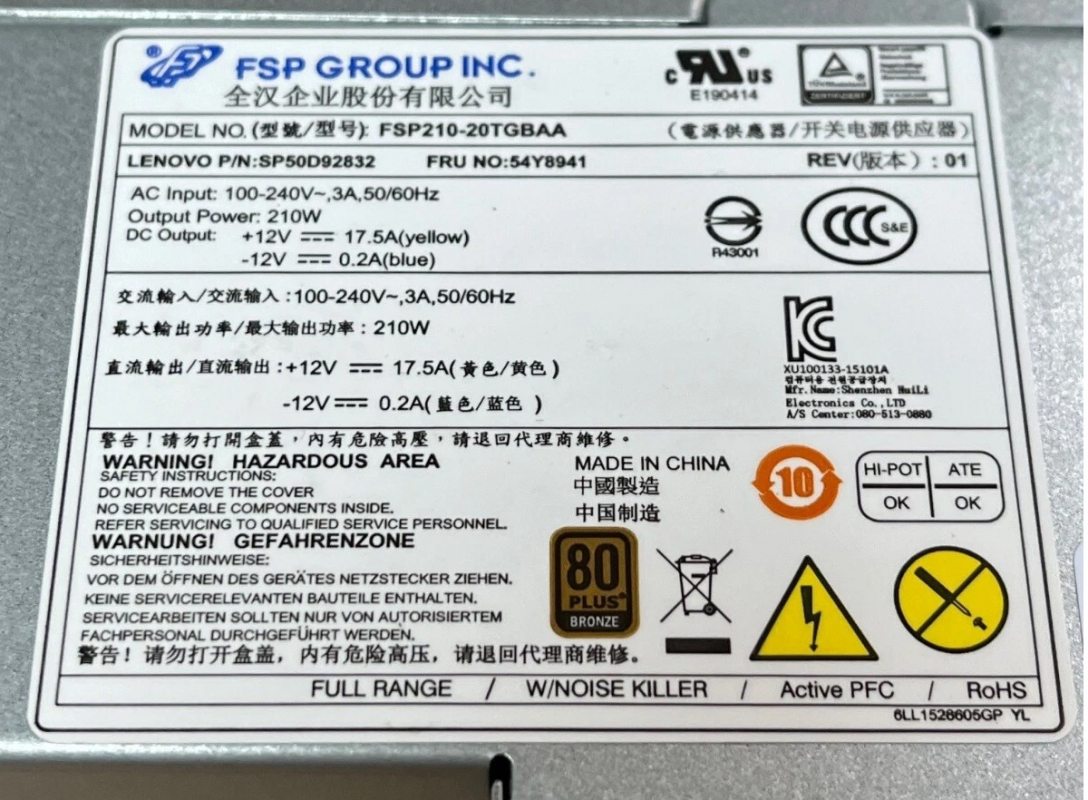 FSP GROUP INC.
全汉企业股份有限公司
c RU US
E190414
MODEL NO. (型號/型号): FSP210-20TGBAA (電源供應器/开关电源供应器)
LENOVO P/N:SP50D92832 FRU NO:54Y8941 REV(版本) : 01
AC Input: 100-240V~,3A,50/60Hz
Output Power: 210W
DC Output: +12V 17.5A(yellow)
-12V 0.2A(blue)
R43001
CCC S&E
交流輸入/交流输入 :100-240V~,3A,50/60Hz
最大輸出功率/最大输出功率 : 210W
直流輸出/直流输出 : +12V 17.5A( 黃色/黄色 )
-12V 0.2A( 藍色/蓝色 )
XU100133-15101A
컴퓨터용 전원공급장치
Mfr.Name:Shenzhen HuiLi
Electronics Co.,LTD
A/S Center:080-513-0880
警告！請勿打開盒蓋，內有危險高壓，請退回代理商維修。
WARNING! HAZARDOUS AREA
SAFETY INSTRUCTIONS:
DO NOT REMOVE THE COVER
NO SERVICEABLE COMPONENTS INSIDE.
REFER SERVICING TO QUALIFIED SERVICE PERSONNEL.
WARNUNG! GEFAHRENZONE
SICHERHEITSHINWEISE:
VOR DEM ÖFFNEN DES GERÄTES NETZSTECKER ZIEHEN.
KEINE SERVICERELEVANTEN BAUTEILE ENTHALTEN.
SERVICEARBEITEN SOLLTEN NUR VON AUTORISIERTEM
FACHPERSONAL DURCHGEFÜHRT WERDEN.
警告！请勿打开盒盖，内有危险高压，请退回代理商维修。
MADE IN CHINA
中國製造
中国制造
10
HI-POT ATE
OK OK
80
PLUS
BRONZE
FULL RANGE / W/NOISE KILLER / Active PFC / RoHS
6LL1528605GP YL